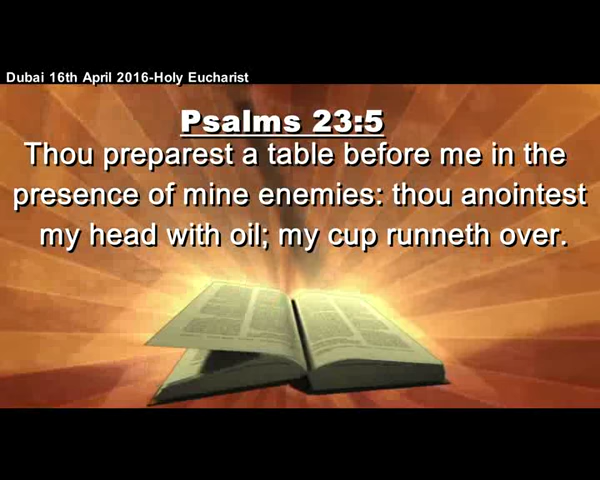 Dubai 16th April 2016-Holy Eucharist
Psalms 23:5
Thou preparest a table before me in the
presence of mine enemies: thou anointest
my head with oil; my cup runneth over.